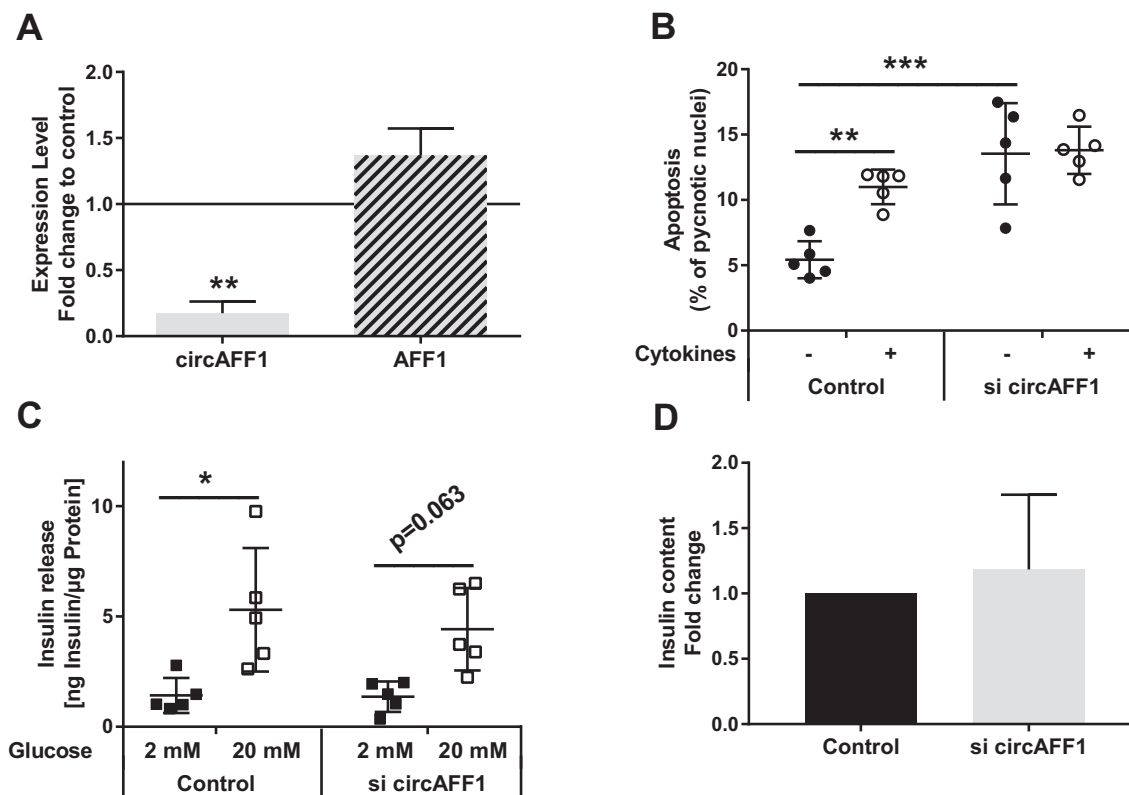 A
Expression Level
Fold change to control
2.0
1.5
1.0
0.5
0.0
**
circAFF1
AFF1
B
Apoptosis
(% of pycnotic nuclei)
20
15
10
5
0
***
**
Cytokines
-
+
-
+
Control
si circAFF1
C
Insulin release
[ng Insulin/µg Protein]
10
5
0
*
p=0.063
Glucose
2 mM
20 mM
2 mM
20 mM
Control
si circAFF1
D
Insulin content
Fold change
2.0
1.5
1.0
0.5
0.0
Control
si circAFF1